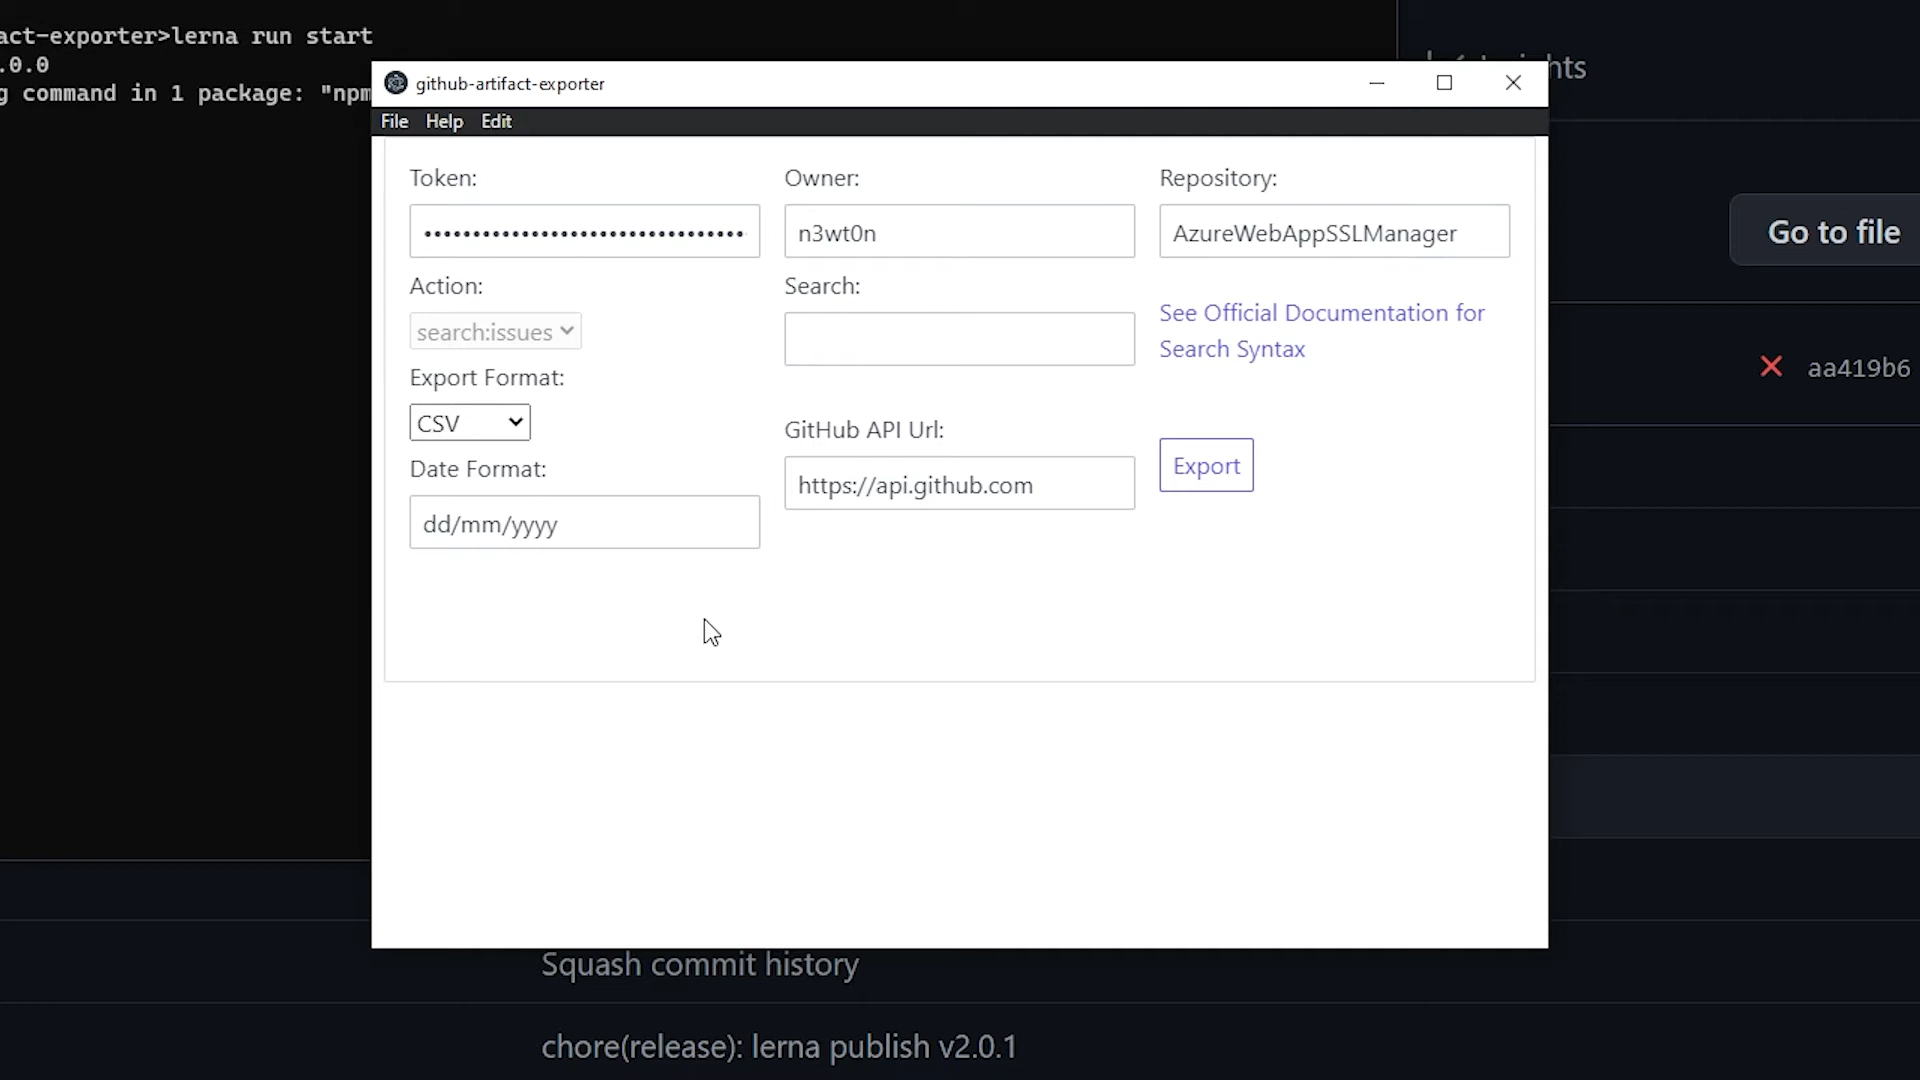 act-exporter>lerna run start
.0.0
g command in 1 package: "npm
github-artifact-exporter
File Help Edit
Token:
Owner:
n3wt0n
Repository:
AzureWebAppSSLManager
Action:
search:issues
Search:
See Official Documentation for
Search Syntax
Export Format:
CSV
GitHub API Url:
https://api.github.com
Export
Date Format:
dd/mm/yyyy
Go to file
aa419b6
Squash commit history
chore(release): lerna publish v2.0.1